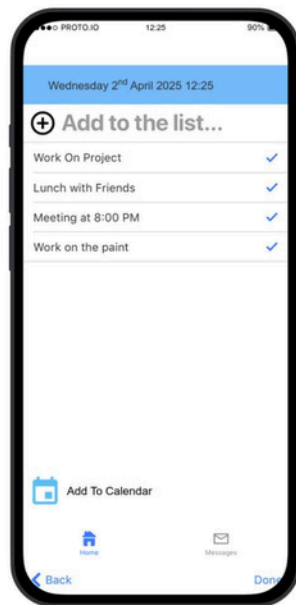 PROTO.IO 12:25 90%
Wednesday 2nd April 2025 12:25
Add to the list...
Work On Project
Lunch with Friends
Meeting at 8:00 PM
Work on the paint
Add To Calendar
Home Messages
Back Done